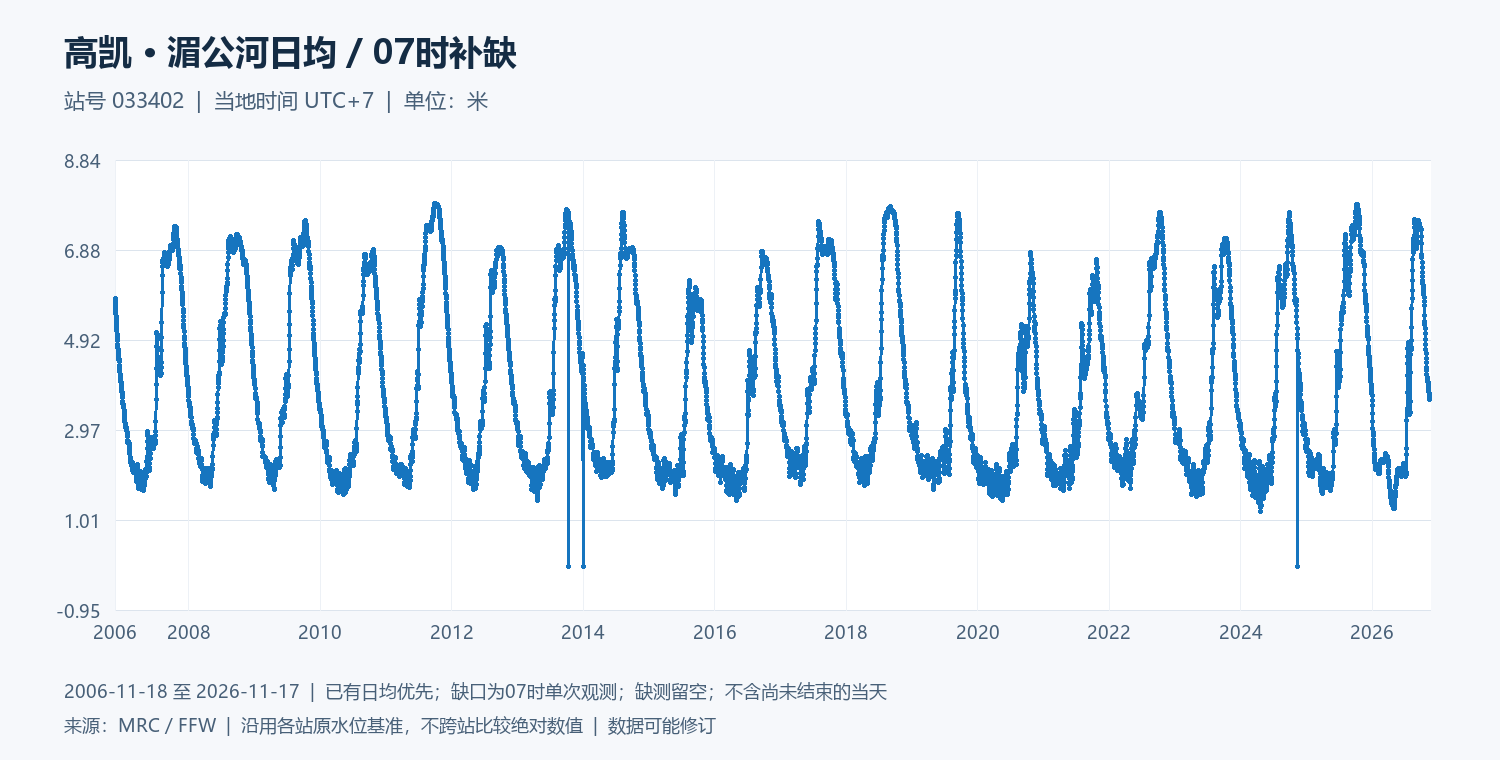 高凯・湄公河日均 / 07时补缺
站号 033402 | 当地时间 UTC+7 | 单位：米
8.84
6.88
4.92
2.97
1.01
-0.95
2006 2008 2010 2012 2014 2016 2018 2020 2022 2024 2026
2006-11-18 至 2026-11-17 | 已有日均优先；缺口为07时单次观测；缺测留空；不含尚未结束的当天
来源：MRC / FFW | 沿用各站原水位基准，不跨站比较绝对数值 | 数据可能修订